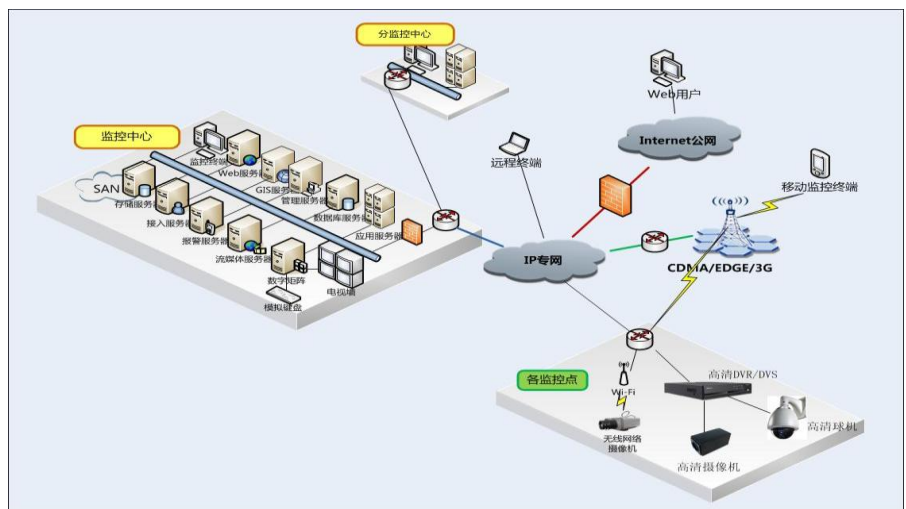 分监控中心
Web用户
监控中心
Internet公网
监控终端
Web服务器
远程终端
移动监控终端
SAN
GIS服务器
存储服务器
管理服务器
接入服务器
数据库服务器
报警服务器
应用服务器
流媒体服务器
IP专网
CDMA/EDGE/3G
数字矩阵
电视墙
模拟键盘
各监控点
高清DVR/DVS
Wi-Fi
高清球机
无线网络
摄像机
高清摄像机